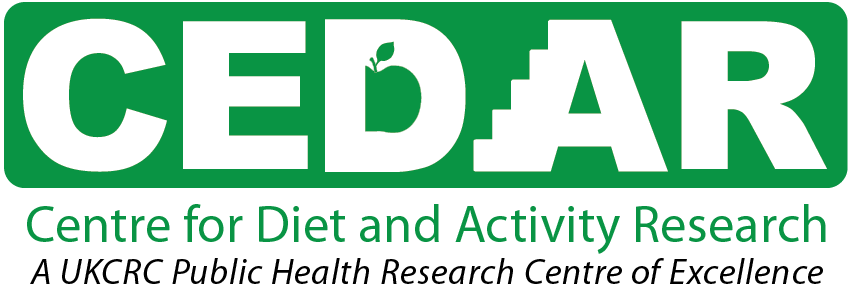 CEDAR
Centre for Diet and Activity Research
A UKCRC Public Health Research Centre of Excellence